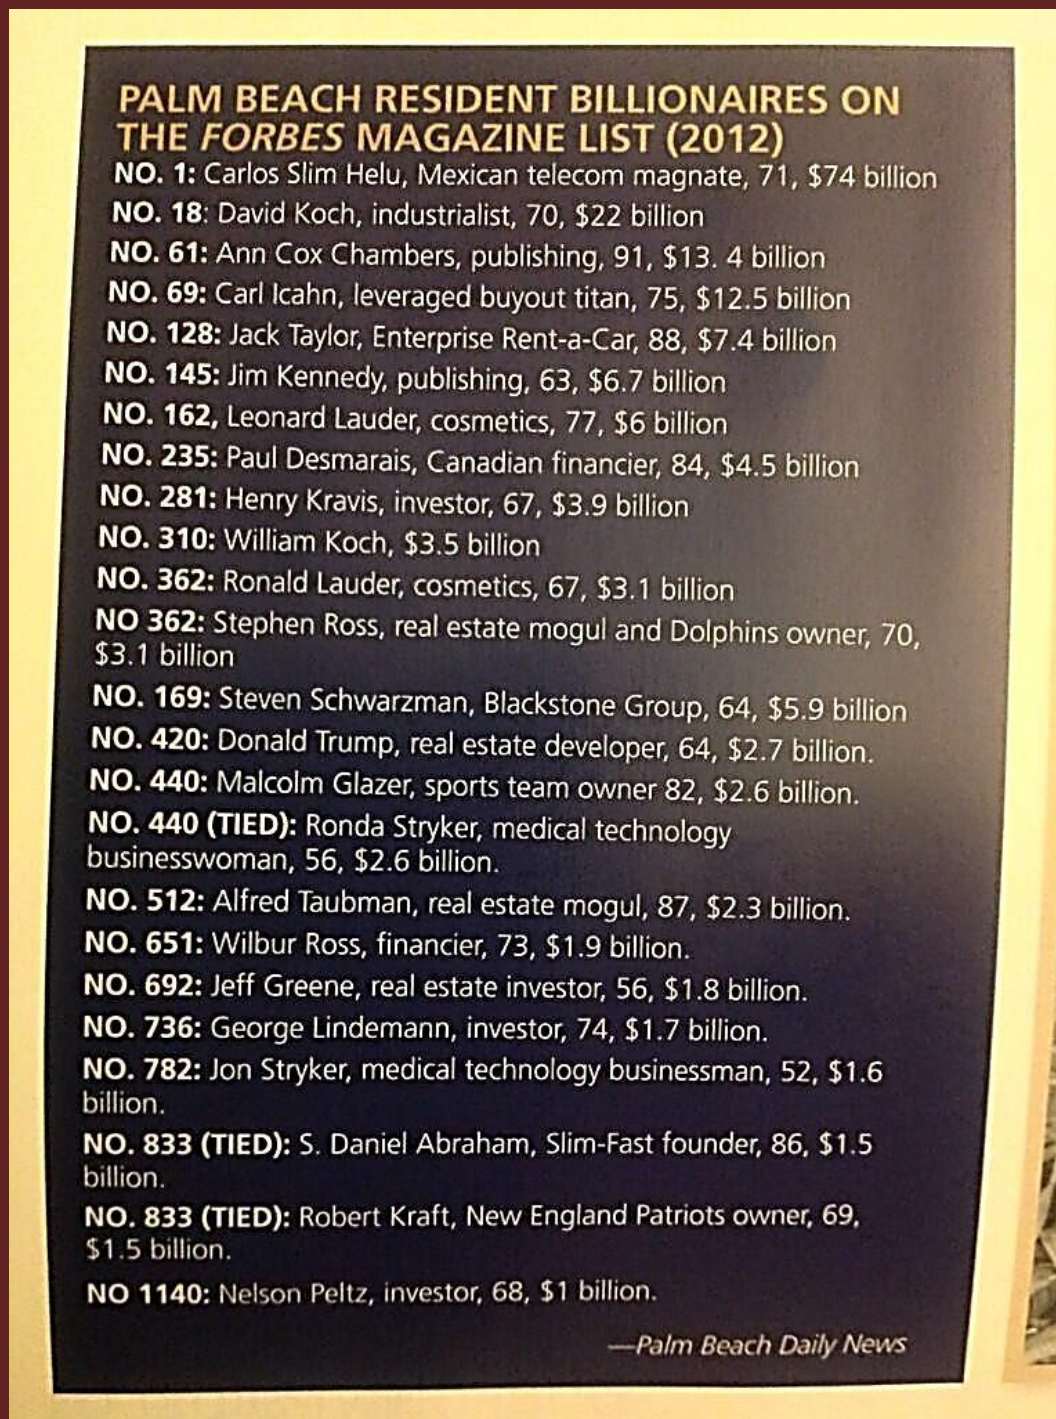 PALM BEACH RESIDENT BILLIONAIRES ON
THE FORBES MAGAZINE LIST (2012)
NO. 1: Carlos Slim Helu, Mexican telecom magnate, 71, $74 billion
NO. 18: David Koch, industrialist, 70, $22 billion
NO. 61: Ann Cox Chambers, publishing, 91, $13. 4 billion
NO. 69: Carl Icahn, leveraged buyout titan, 75, $12.5 billion
NO. 128: Jack Taylor, Enterprise Rent-a-Car, 88, $7.4 billion
NO. 145: Jim Kennedy, publishing, 63, $6.7 billion
NO. 162, Leonard Lauder, cosmetics, 77, $6 billion
NO. 235: Paul Desmarais, Canadian financier, 84, $4.5 billion
NO. 281: Henry Kravis, investor, 67, $3.9 billion
NO. 310: William Koch, $3.5 billion
NO. 362: Ronald Lauder, cosmetics, 67, $3.1 billion
NO 362: Stephen Ross, real estate mogul and Dolphins owner, 70,
$3.1 billion
NO. 169: Steven Schwarzman, Blackstone Group, 64, $5.9 billion
NO. 420: Donald Trump, real estate developer, 64, $2.7 billion.
NO. 440: Malcolm Glazer, sports team owner 82, $2.6 billion.
NO. 440 (TIED): Ronda Stryker, medical technology
businesswoman, 56, $2.6 billion.
NO. 512: Alfred Taubman, real estate mogul, 87, $2.3 billion.
NO. 651: Wilbur Ross, financier, 73, $1.9 billion.
NO. 692: Jeff Greene, real estate investor, 56, $1.8 billion.
NO. 736: George Lindemann, investor, 74, $1.7 billion.
NO. 782: Jon Stryker, medical technology businessman, 52, $1.6
billion.
NO. 833 (TIED): S. Daniel Abraham, Slim-Fast founder, 86, $1.5
billion.
NO. 833 (TIED): Robert Kraft, New England Patriots owner, 69,
$1.5 billion.
NO 1140: Nelson Peltz, investor, 68, $1 billion.
—Palm Beach Daily News